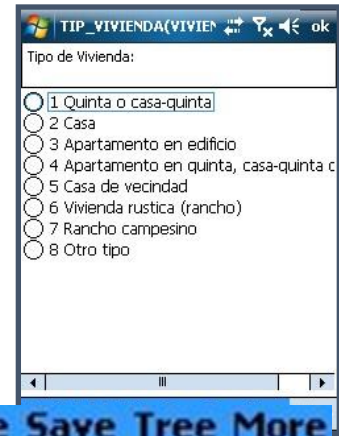 TIP_VIVIENDA(VIVIEN ok
Tipo de Vivienda:
1 Quinta o casa-quinta
2 Casa
3 Apartamento en edificio
4 Apartamento en quinta, casa-quinta c
5 Casa de vecindad
6 Vivienda rustica (rancho)
7 Rancho campesino
8 Otro tipo
e Save Tree More